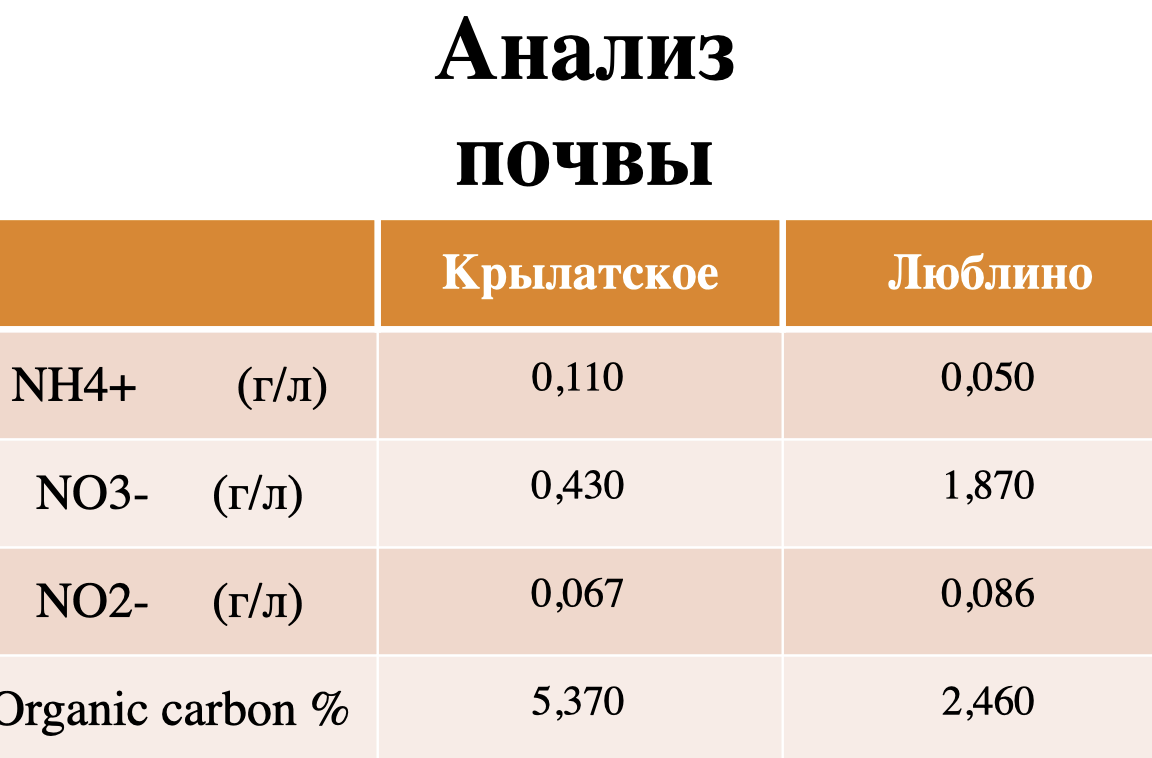 Анализ
почвы
Крылатское Люблино
NH4+ (г/л) 0,110 0,050
NO3- (г/л) 0,430 1,870
NO2- (г/л) 0,067 0,086
Organic carbon % 5,370 2,460